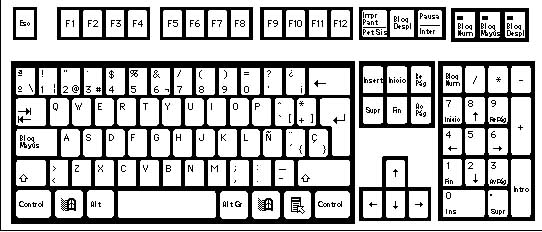 Esc F1 F2 F3 F4 F5 F6 F7 F8 F9 F10 F11 F12 Impr Pant PetSis Bloq Despl Pausa Inter Bloq Num Bloq Mayús Bloq Despl
ª º \ ! 1 | " 2 @ · 3 # $ 4 % 5 & 6 ¬ / 7 ( 8 ) 9 = 0 ? ' ¿ ¡ ← Insert Inicio Re Pág Bloq Num / * -
Q W E R T Y U I O P ^ ` [ * + ] Supr Fin Av Pág 7 Inicio 8 ↑ 9 RePág +
Bloq Mayús A S D F G H J K L Ñ ¨ ´ { Ç } 4 ← 5 6 →
⇧ > < Z X C V B N M ; , : . _ - ⇧ ↑ 1 Fin 2 ↓ 3 AvPág Intro
Control Alt Alt Gr Control ← ↓ → 0 Ins . Supr